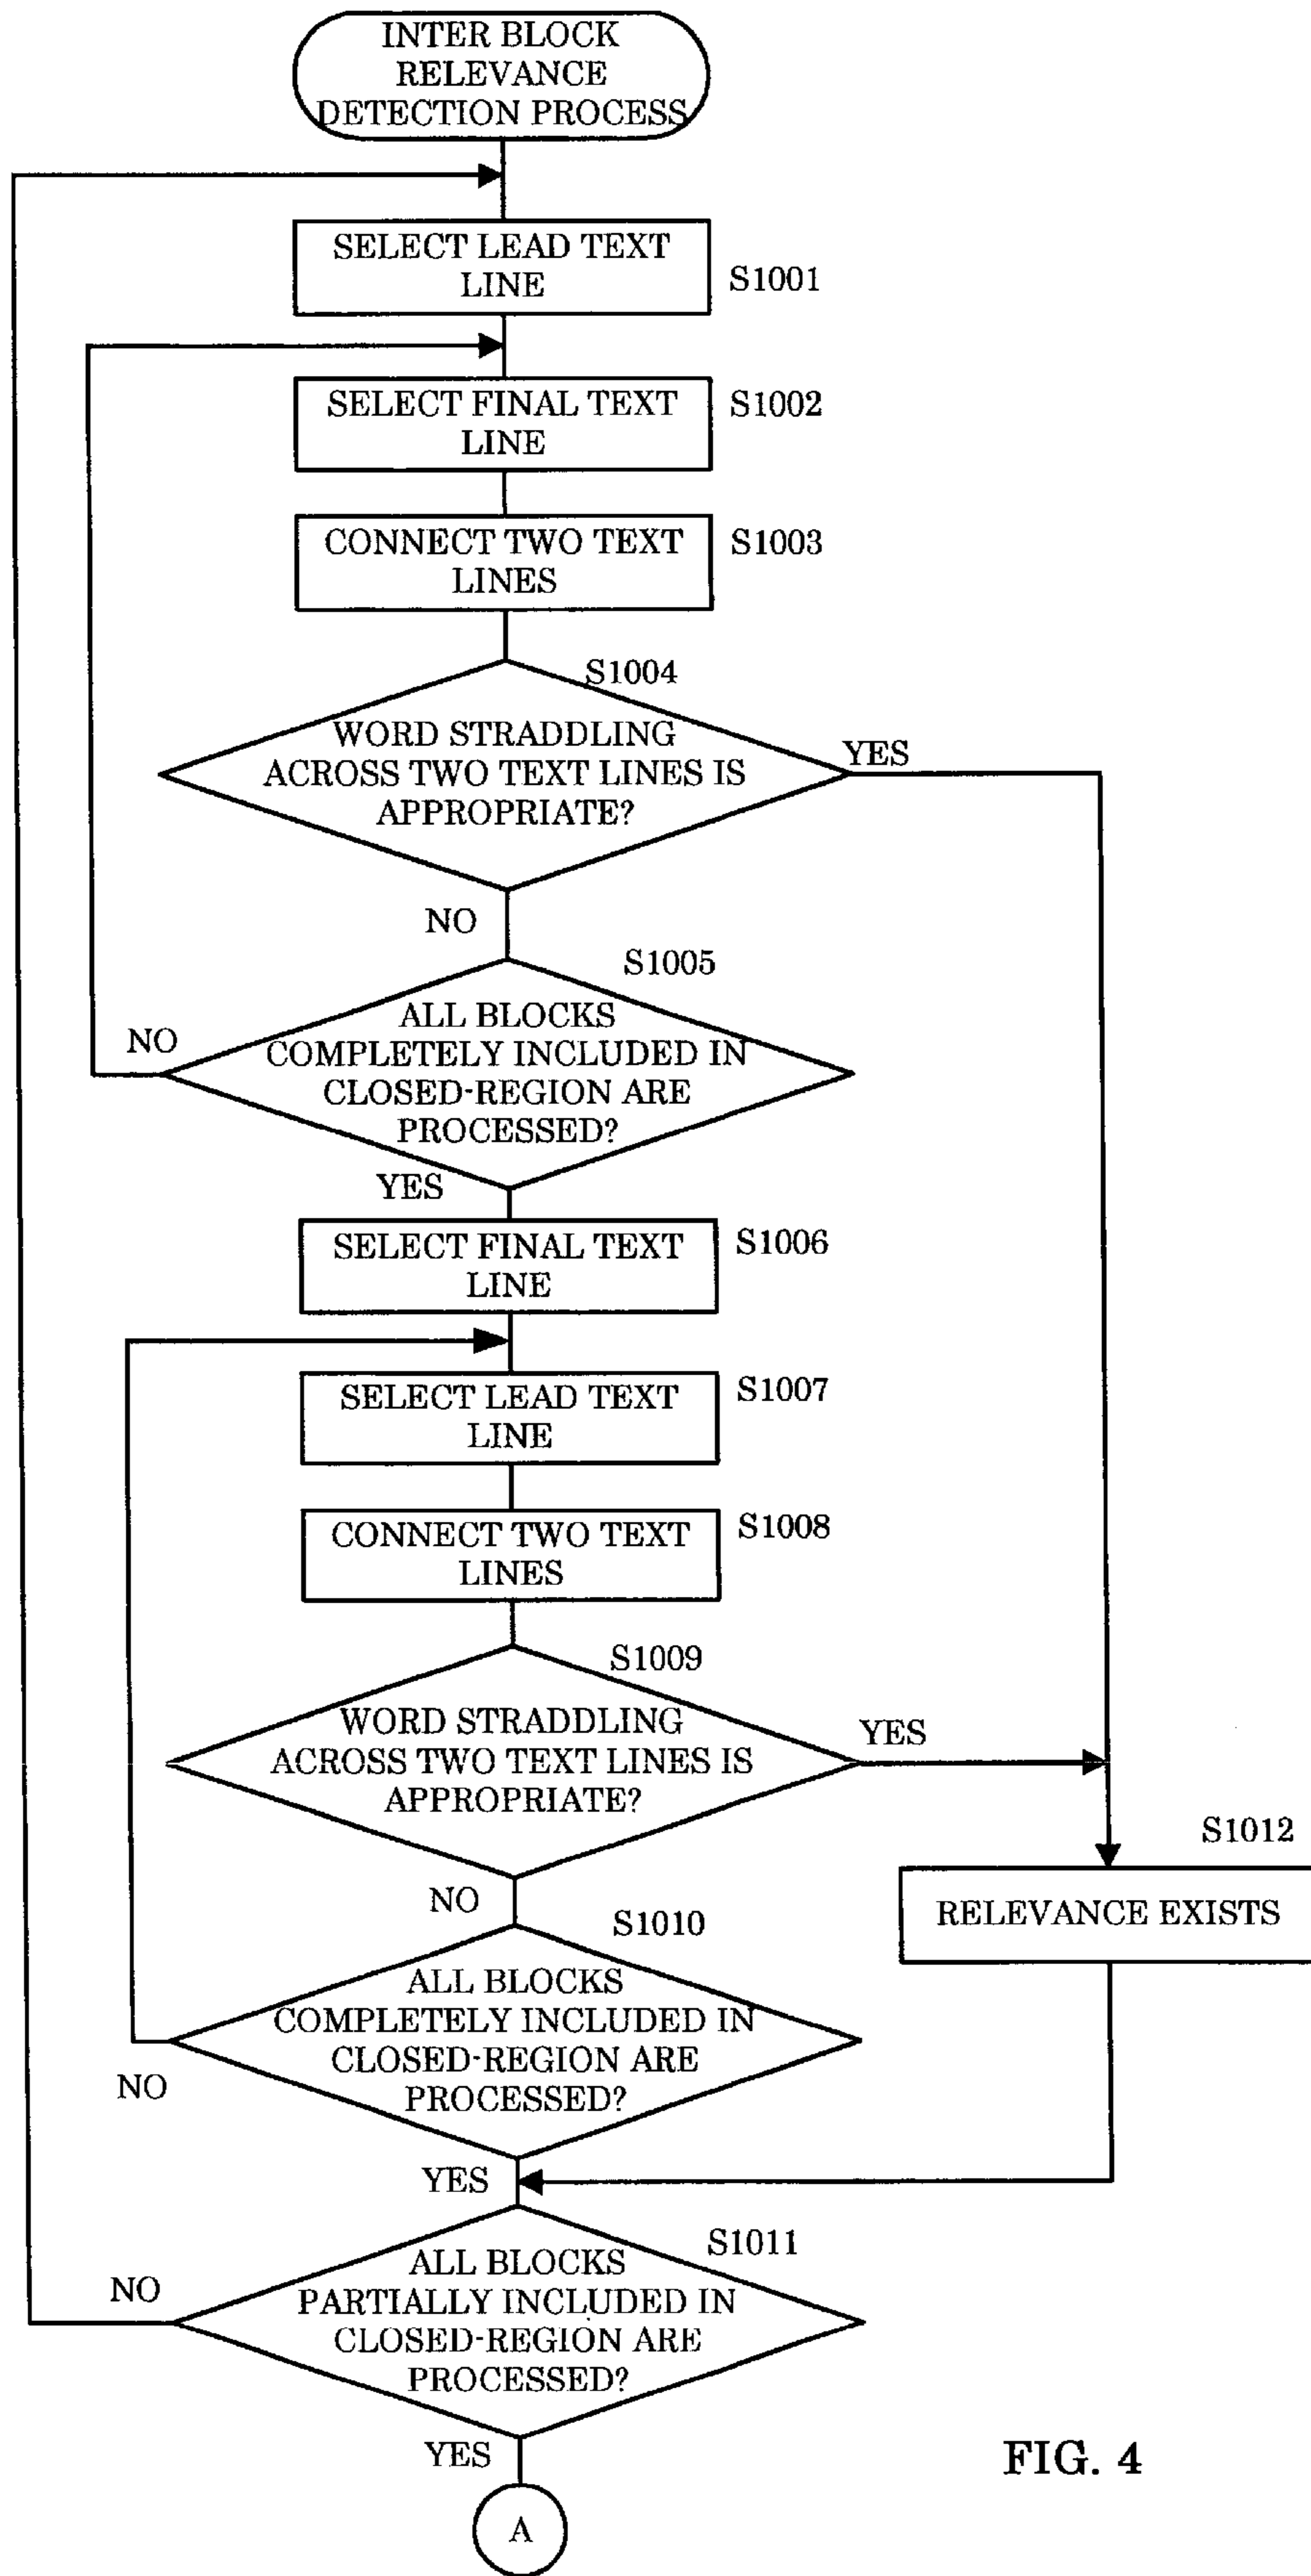 INTER BLOCK
RELEVANCE
DETECTION PROCESS
SELECT LEAD TEXT
LINE
S1001
SELECT FINAL TEXT
LINE
S1002
CONNECT TWO TEXT
LINES
S1003
S1004
WORD STRADDLING
ACROSS TWO TEXT LINES IS
APPROPRIATE?
YES
NO
S1005
ALL BLOCKS
COMPLETELY INCLUDED IN
CLOSED-REGION ARE
PROCESSED?
NO
YES
SELECT FINAL TEXT
LINE
S1006
SELECT LEAD TEXT
LINE
S1007
CONNECT TWO TEXT
LINES
S1008
S1009
WORD STRADDLING
ACROSS TWO TEXT LINES IS
APPROPRIATE?
YES
S1012
RELEVANCE EXISTS
NO
S1010
ALL BLOCKS
COMPLETELY INCLUDED IN
CLOSED-REGION ARE
PROCESSED?
NO
YES
S1011
ALL BLOCKS
PARTIALLY INCLUDED IN
CLOSED-REGION ARE
PROCESSED?
NO
YES
A
FIG. 4